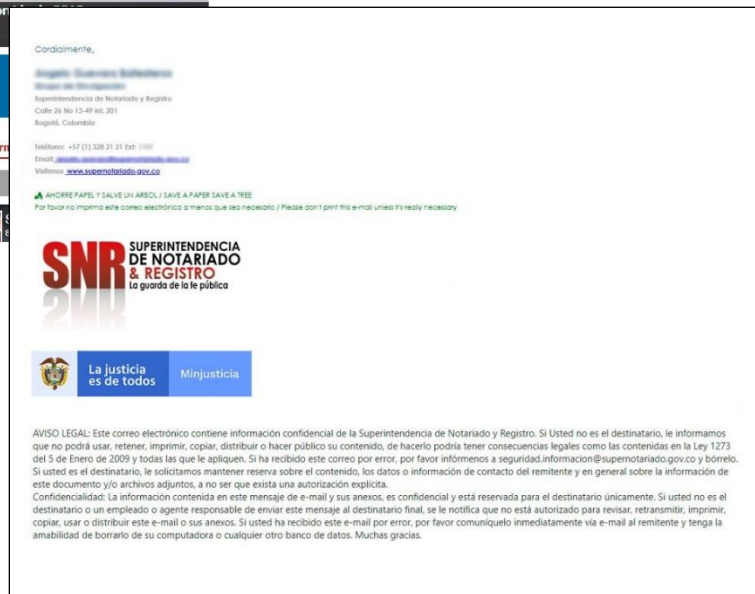 Cordialmente,
Superintendencia de Notariado y Registro
Calle 26 No 13-49 int. 201
Bogotá, Colombia
Teléfono: +57 (1) 328 21 21 Ext:
Email:
Visítenos www.supernotariado.gov.co
AHORRE PAPEL Y SALVE UN ARBOL / SAVE A PAPER SAVE A TREE
Por favor no imprima este correo electrónico a menos que sea necesario / Please don't print this e-mail unless it's really necessary
SNR SUPERINTENDENCIA
DE NOTARIADO
& REGISTRO
La guarda de la fe pública
La justicia
es de todos
Minjusticia
AVISO LEGAL: Este correo electrónico contiene información confidencial de la Superintendencia de Notariado y Registro. Si Usted no es el destinatario, le informamos
que no podrá usar, retener, imprimir, copiar, distribuir o hacer público su contenido, de hacerlo podría tener consecuencias legales como las contenidas en la Ley 1273
del 5 de Enero de 2009 y todas las que le apliquen. Si ha recibido este correo por error, por favor infórmenos a seguridad.informacion@supernotariado.gov.co y bórrelo.
Si usted es el destinatario, le solicitamos mantener reserva sobre el contenido, los datos o información de contacto del remitente y en general sobre la información de
este documento y/o archivos adjuntos, a no ser que exista una autorización explícita.
Confidencialidad: La información contenida en este mensaje de e-mail y sus anexos, es confidencial y está reservada para el destinatario únicamente. Si usted no es el
destinatario o un empleado o agente responsable de enviar este mensaje al destinatario final, se le notifica que no está autorizado para revisar, retransmitir, imprimir,
copiar, usar o distribuir este e-mail o sus anexos. Si usted ha recibido este e-mail por error, por favor comuníquelo inmediatamente vía e-mail al remitente y tenga la
amabilidad de borrarlo de su computadora o cualquier otro banco de datos. Muchas gracias.